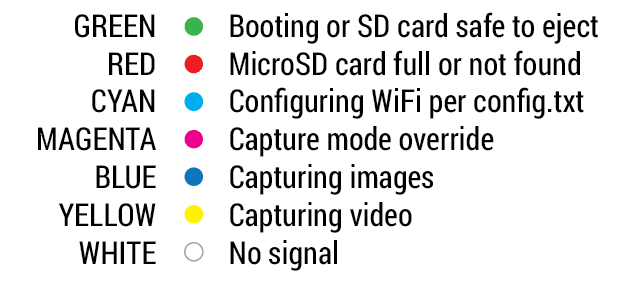 GREEN Booting or SD card safe to eject
RED MicroSD card full or not found
CYAN Configuring WiFi per config.txt
MAGENTA Capture mode override
BLUE Capturing images
YELLOW Capturing video
WHITE No signal